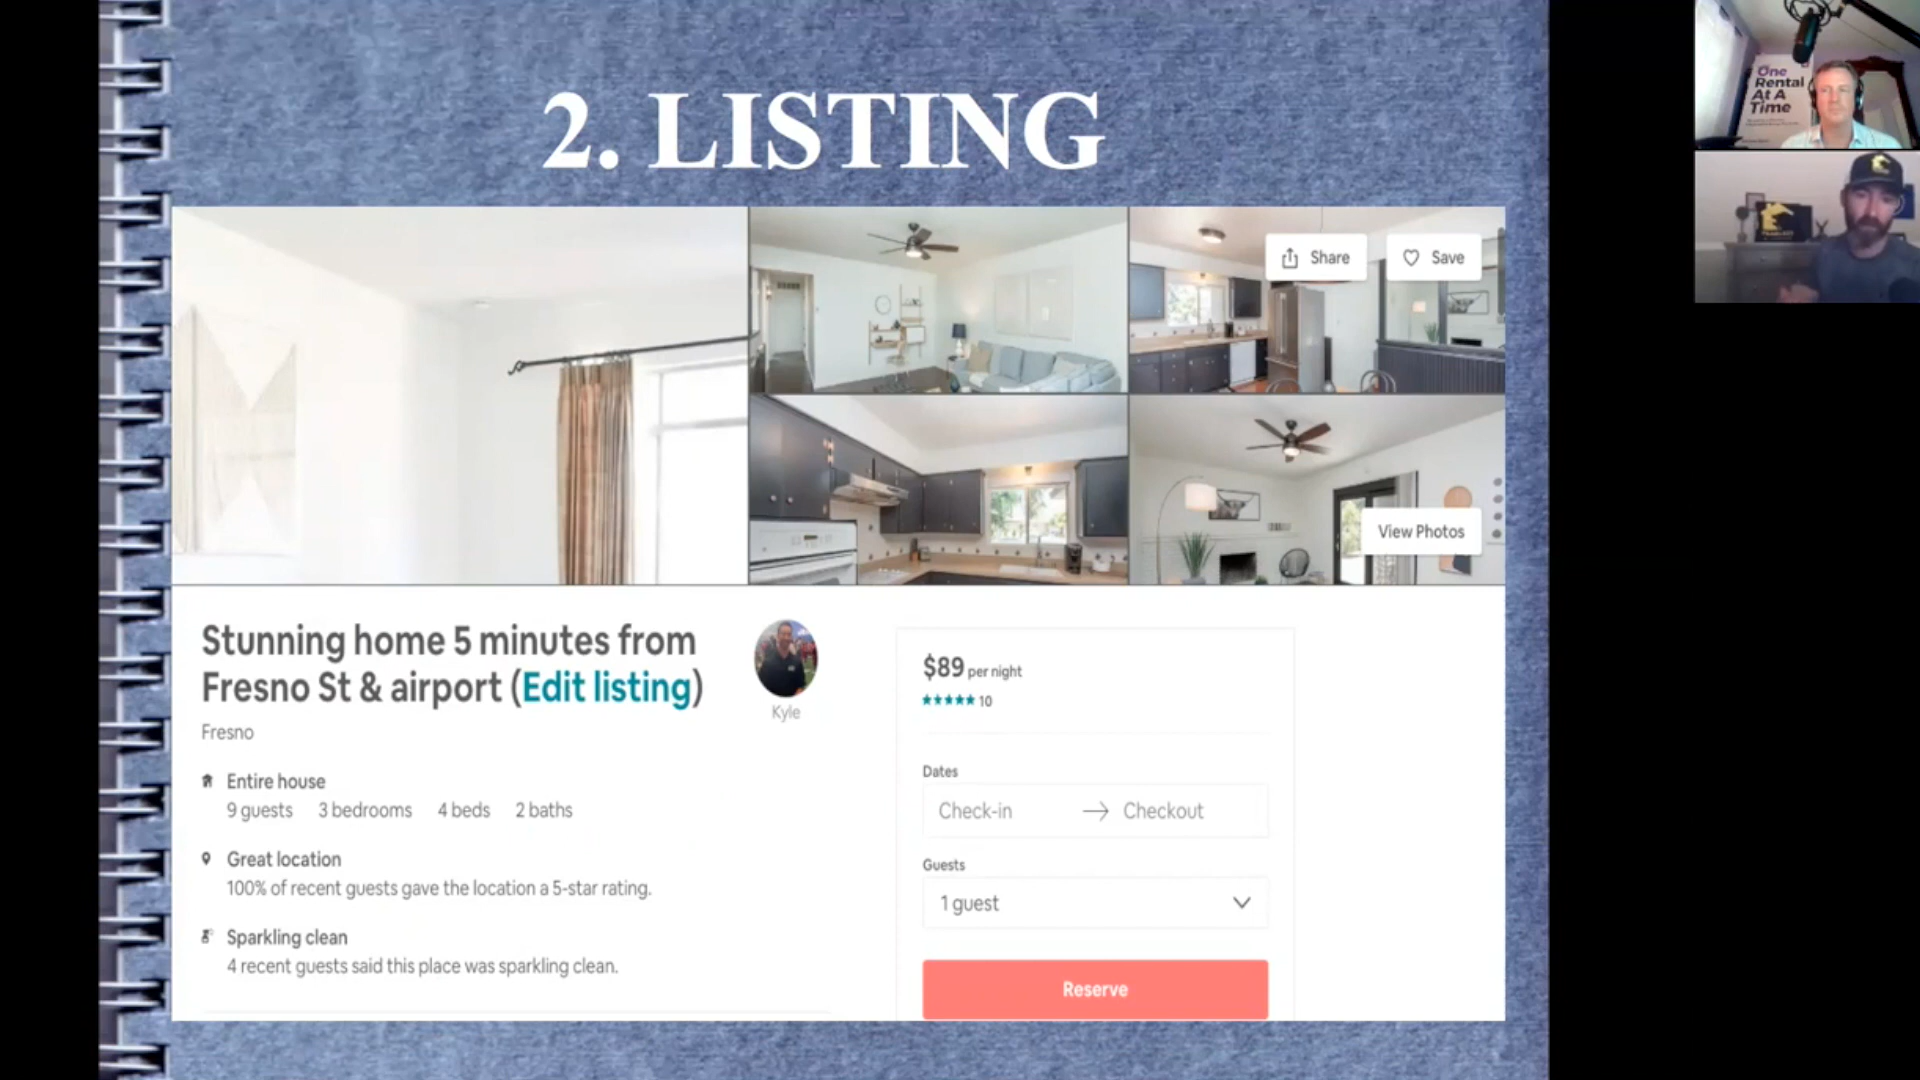 2. LISTING
One
Rental
At A
Time
Share
Save
View Photos
Stunning home 5 minutes from
Fresno St & airport (Edit listing)
Kyle
Fresno
Entire house
9 guests 3 bedrooms 4 beds 2 baths
Great location
100% of recent guests gave the location a 5-star rating.
Sparkling clean
4 recent guests said this place was sparkling clean.
$89 per night
10
Dates
Check-in → Checkout
Guests
1 guest
Reserve